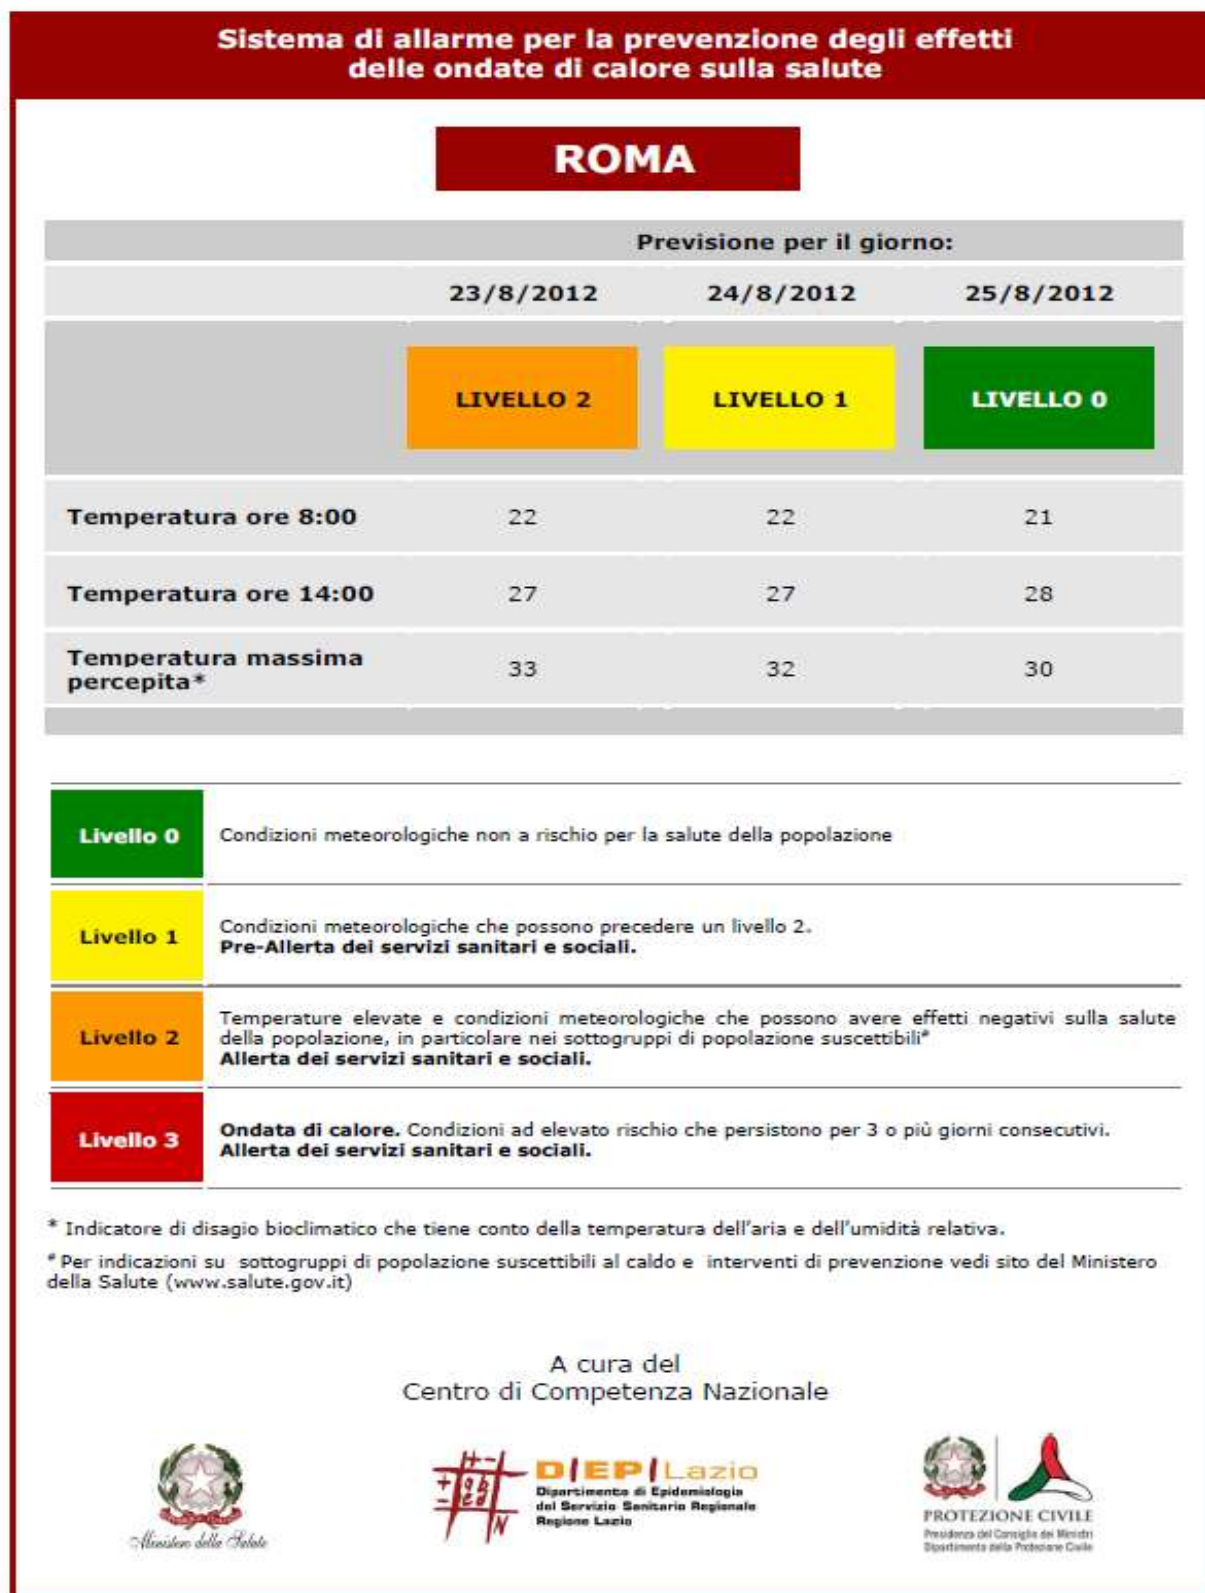 Sistema di allarme per la prevenzione degli effetti
delle ondate di calore sulla salute
ROMA
Previsione per il giorno:
23/8/2012 24/8/2012 25/8/2012
LIVELLO 2 LIVELLO 1 LIVELLO 0
Temperatura ore 8:00 22 22 21
Temperatura ore 14:00 27 27 28
Temperatura massima
percepita* 33 32 30
Livello 0 Condizioni meteorologiche non a rischio per la salute della popolazione
Livello 1 Condizioni meteorologiche che possono precedere un livello 2.
Pre-Allerta dei servizi sanitari e sociali.
Livello 2 Temperature elevate e condizioni meteorologiche che possono avere effetti negativi sulla salute
della popolazione, in particolare nei sottogruppi di popolazione suscettibili#
Allerta dei servizi sanitari e sociali.
Livello 3 Ondata di calore. Condizioni ad elevato rischio che persistono per 3 o più giorni consecutivi.
Allerta dei servizi sanitari e sociali.
* Indicatore di disagio bioclimatico che tiene conto della temperatura dell'aria e dell'umidità relativa.
# Per indicazioni su sottogruppi di popolazione suscettibili al caldo e interventi di prevenzione vedi sito del Ministero
della Salute (www.salute.gov.it)
A cura del
Centro di Competenza Nazionale
Ministero della Salute
D/EP/Lazio
Dipartimento di Epidemiologia
del Servizio Sanitario Regionale
Regione Lazio
PROTEZIONE CIVILE
Presidenza del Consiglio dei Ministri
Dipartimento della Protezione Civile